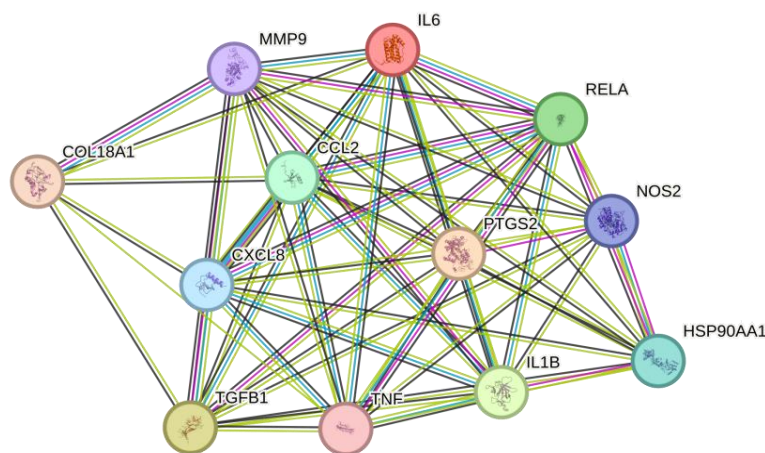 IL6
MMP9
RELA
CCL2
COL18A1
NOS2
PTGS2
CXCL8
HSP90AA1
IL1B
TGFB1
TNF